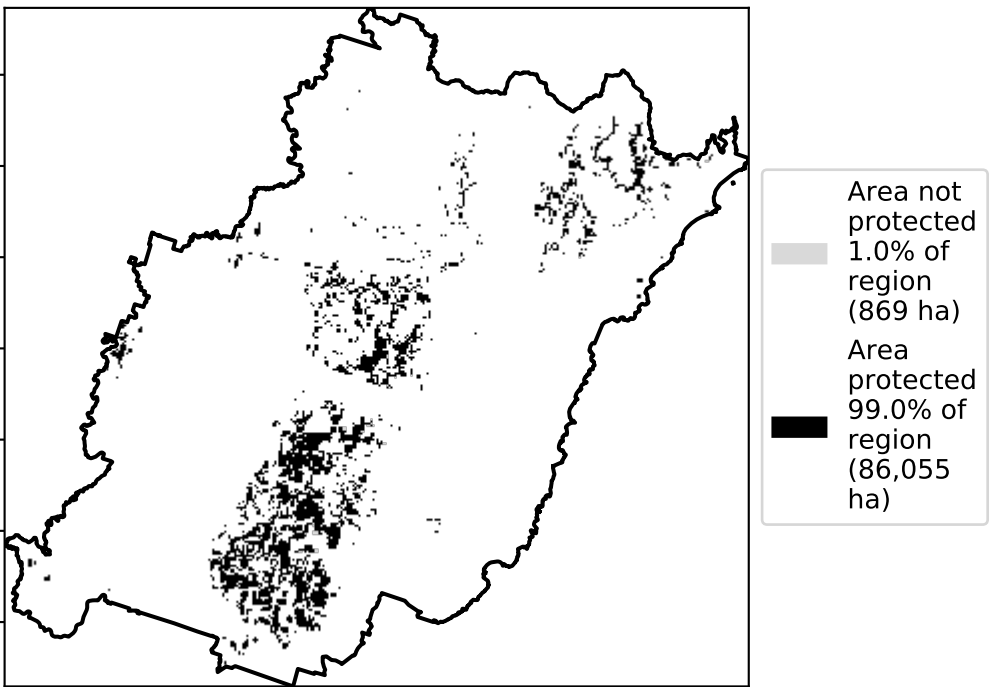 Area not
protected
1.0% of
region
(869 ha)
Area
protected
99.0% of
region
(86,055
ha)